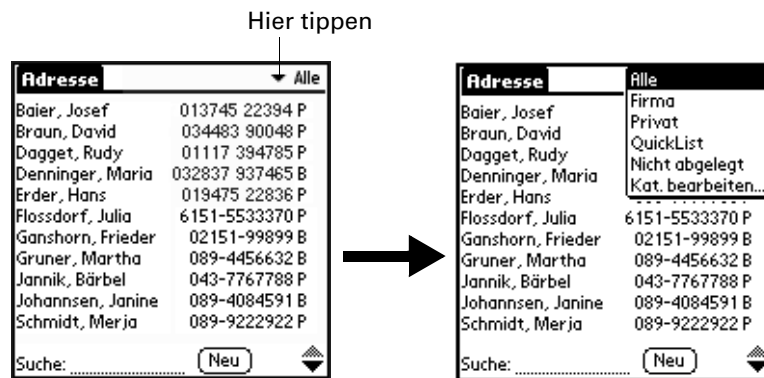 Hier tippen
Adresse Alle
Baier, Josef 013745 22394 P
Braun, David 034483 90048 P
Dagget, Rudy 01117 394785 P
Denninger, Maria 032837 937465 B
Erder, Hans 019475 22836 P
Flossdorf, Julia 6151-5533370 P
Ganshorn, Frieder 02151-99899 B
Gruner, Martha 089-4456632 B
Jannik, Bärbel 043-7767788 P
Johannsen, Janine 089-4084591 B
Schmidt, Merja 089-9222922 P
Suche: Neu
Adresse Alle
Firma
Privat
QuickList
Nicht abgelegt
Kat. bearbeiten...
Baier, Josef
Braun, David
Dagget, Rudy
Denninger, Maria
Erder, Hans
Flossdorf, Julia 6151-5533370 P
Ganshorn, Frieder 02151-99899 B
Gruner, Martha 089-4456632 B
Jannik, Bärbel 043-7767788 P
Johannsen, Janine 089-4084591 B
Schmidt, Merja 089-9222922 P
Suche: Neu